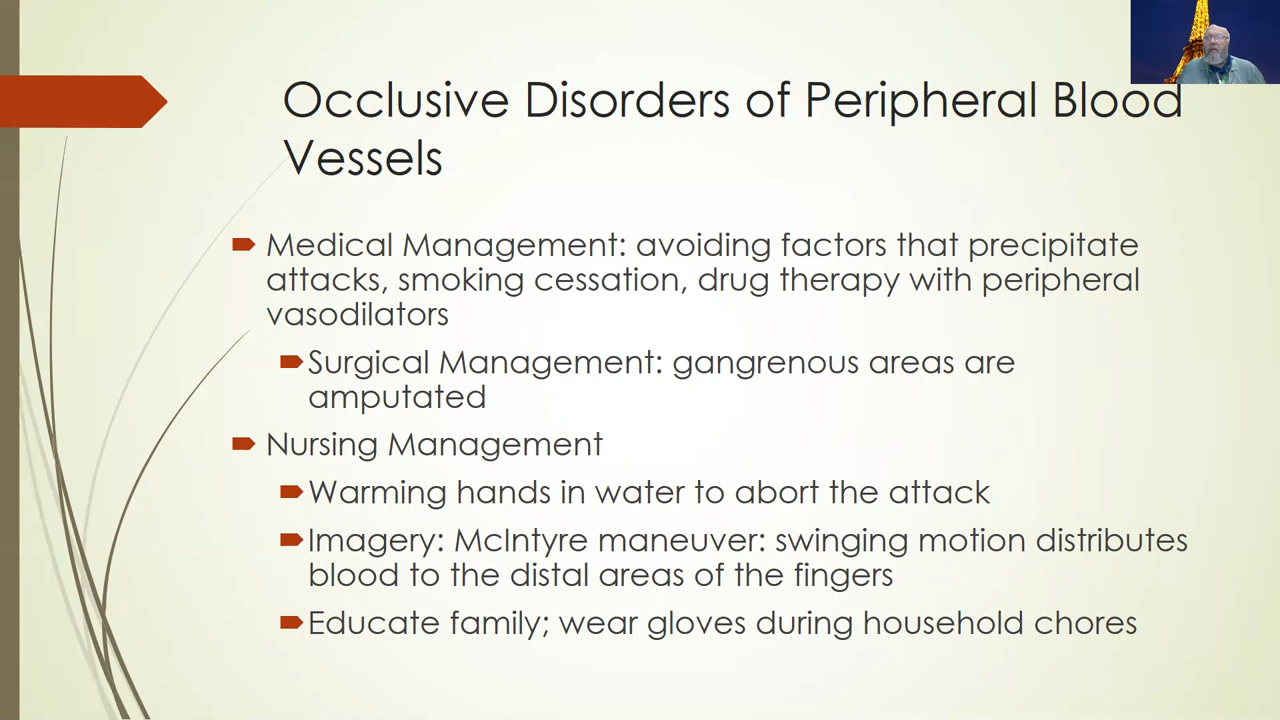 Occlusive Disorders of Peripheral Blood
Vessels
Medical Management: avoiding factors that precipitate
attacks, smoking cessation, drug therapy with peripheral
vasodilators
Surgical Management: gangrenous areas are
amputated
Nursing Management
Warming hands in water to abort the attack
Imagery: McIntyre maneuver: swinging motion distributes
blood to the distal areas of the fingers
Educate family; wear gloves during household chores